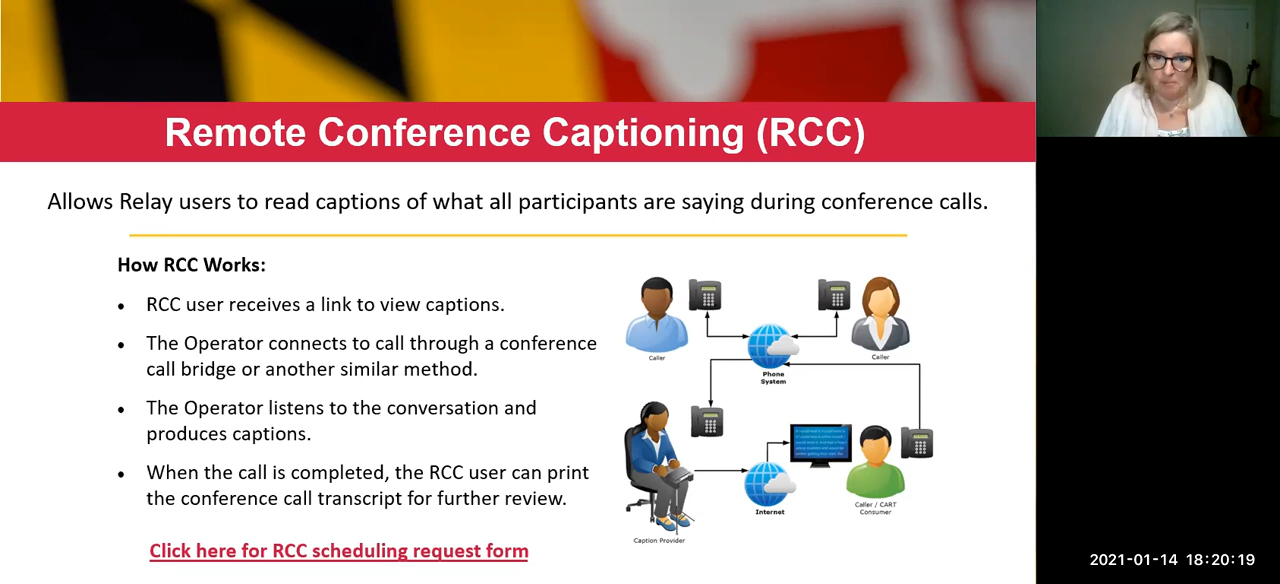 Remote Conference Captioning (RCC)
Allows Relay users to read captions of what all participants are saying during conference calls.
How RCC Works:
• RCC user receives a link to view captions.
• The Operator connects to call through a conference
call bridge or another similar method.
• The Operator listens to the conversation and
produces captions.
• When the call is completed, the RCC user can print
the conference call transcript for further review.
Click here for RCC scheduling request form
Caller
Caller
Phone
System
Internet
Caller / CART
Consumer
Caption Provider
2021-01-14 18:20:19